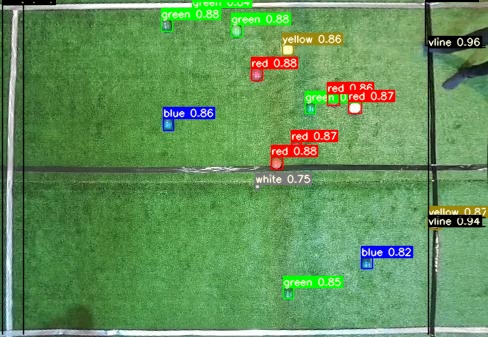 green 0.84
green 0.88
green 0.88
yellow 0.86
vline 0.96
red 0.88
red 0.86
green 0.
red 0.87
blue 0.86
red 0.87
red 0.88
white 0.75
yellow 0.87
vline 0.94
blue 0.82
green 0.85